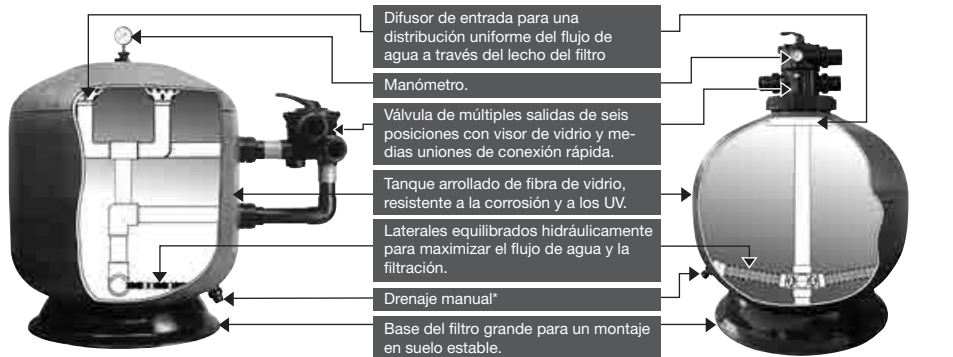 Difusor de entrada para una
distribución uniforme del flujo de
agua a través del lecho del filtro
Manómetro.
Válvula de múltiples salidas de seis
posiciones con visor de vidrio y me-
dias uniones de conexión rápida.
Tanque arrollado de fibra de vidrio,
resistente a la corrosión y a los UV.
Laterales equilibrados hidráulicamente
para maximizar el flujo de agua y la
filtración.
Drenaje manual*
Base del filtro grande para un montaje
en suelo estable.